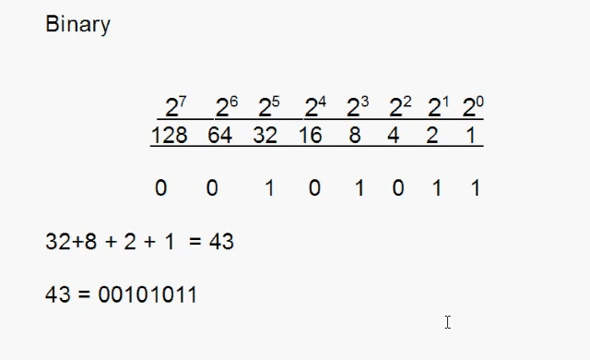 Binary
2⁷ 2⁶ 2⁵ 2⁴ 2³ 2² 2¹ 2⁰
128 64 32 16 8 4 2 1
0 0 1 0 1 0 1 1
32+8 + 2 + 1 = 43
43 = 00101011